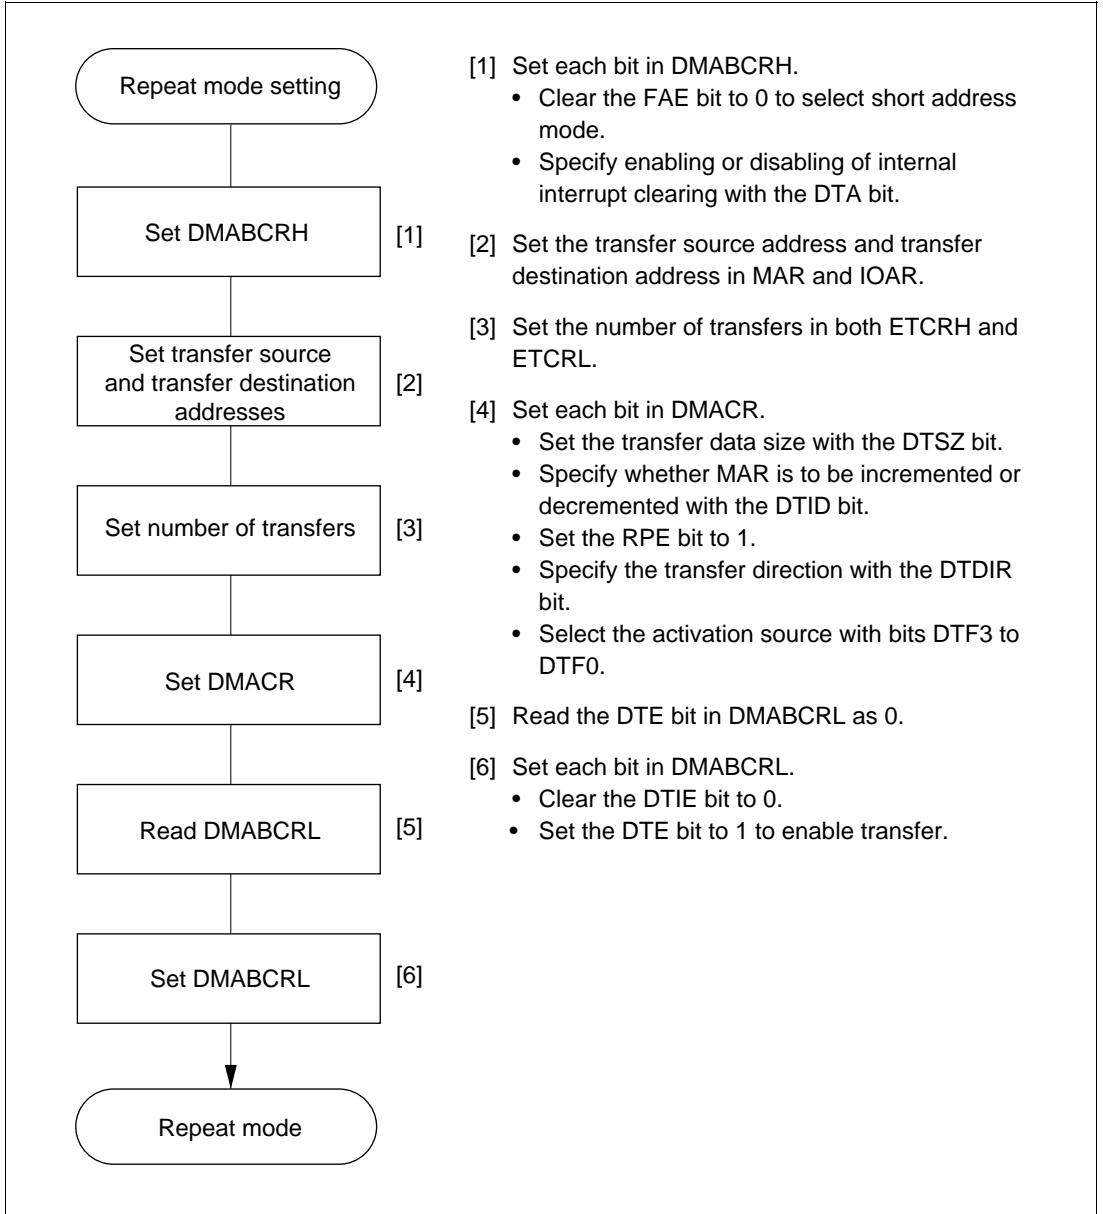 Repeat mode setting
Set DMABCRH [1]
Set transfer source
and transfer destination
addresses
[2]
Set number of transfers [3]
Set DMACR [4]
Read DMABCRL [5]
Set DMABCRL [6]
Repeat mode
[1] Set each bit in DMABCRH.
• Clear the FAE bit to 0 to select short address
mode.
• Specify enabling or disabling of internal
interrupt clearing with the DTA bit.
[2] Set the transfer source address and transfer
destination address in MAR and IOAR.
[3] Set the number of transfers in both ETCRH and
ETCRL.
[4] Set each bit in DMACR.
• Set the transfer data size with the DTSZ bit.
• Specify whether MAR is to be incremented or
decremented with the DTID bit.
• Set the RPE bit to 1.
• Specify the transfer direction with the DTDIR
bit.
• Select the activation source with bits DTF3 to
DTF0.
[5] Read the DTE bit in DMABCRL as 0.
[6] Set each bit in DMABCRL.
• Clear the DTIE bit to 0.
• Set the DTE bit to 1 to enable transfer.